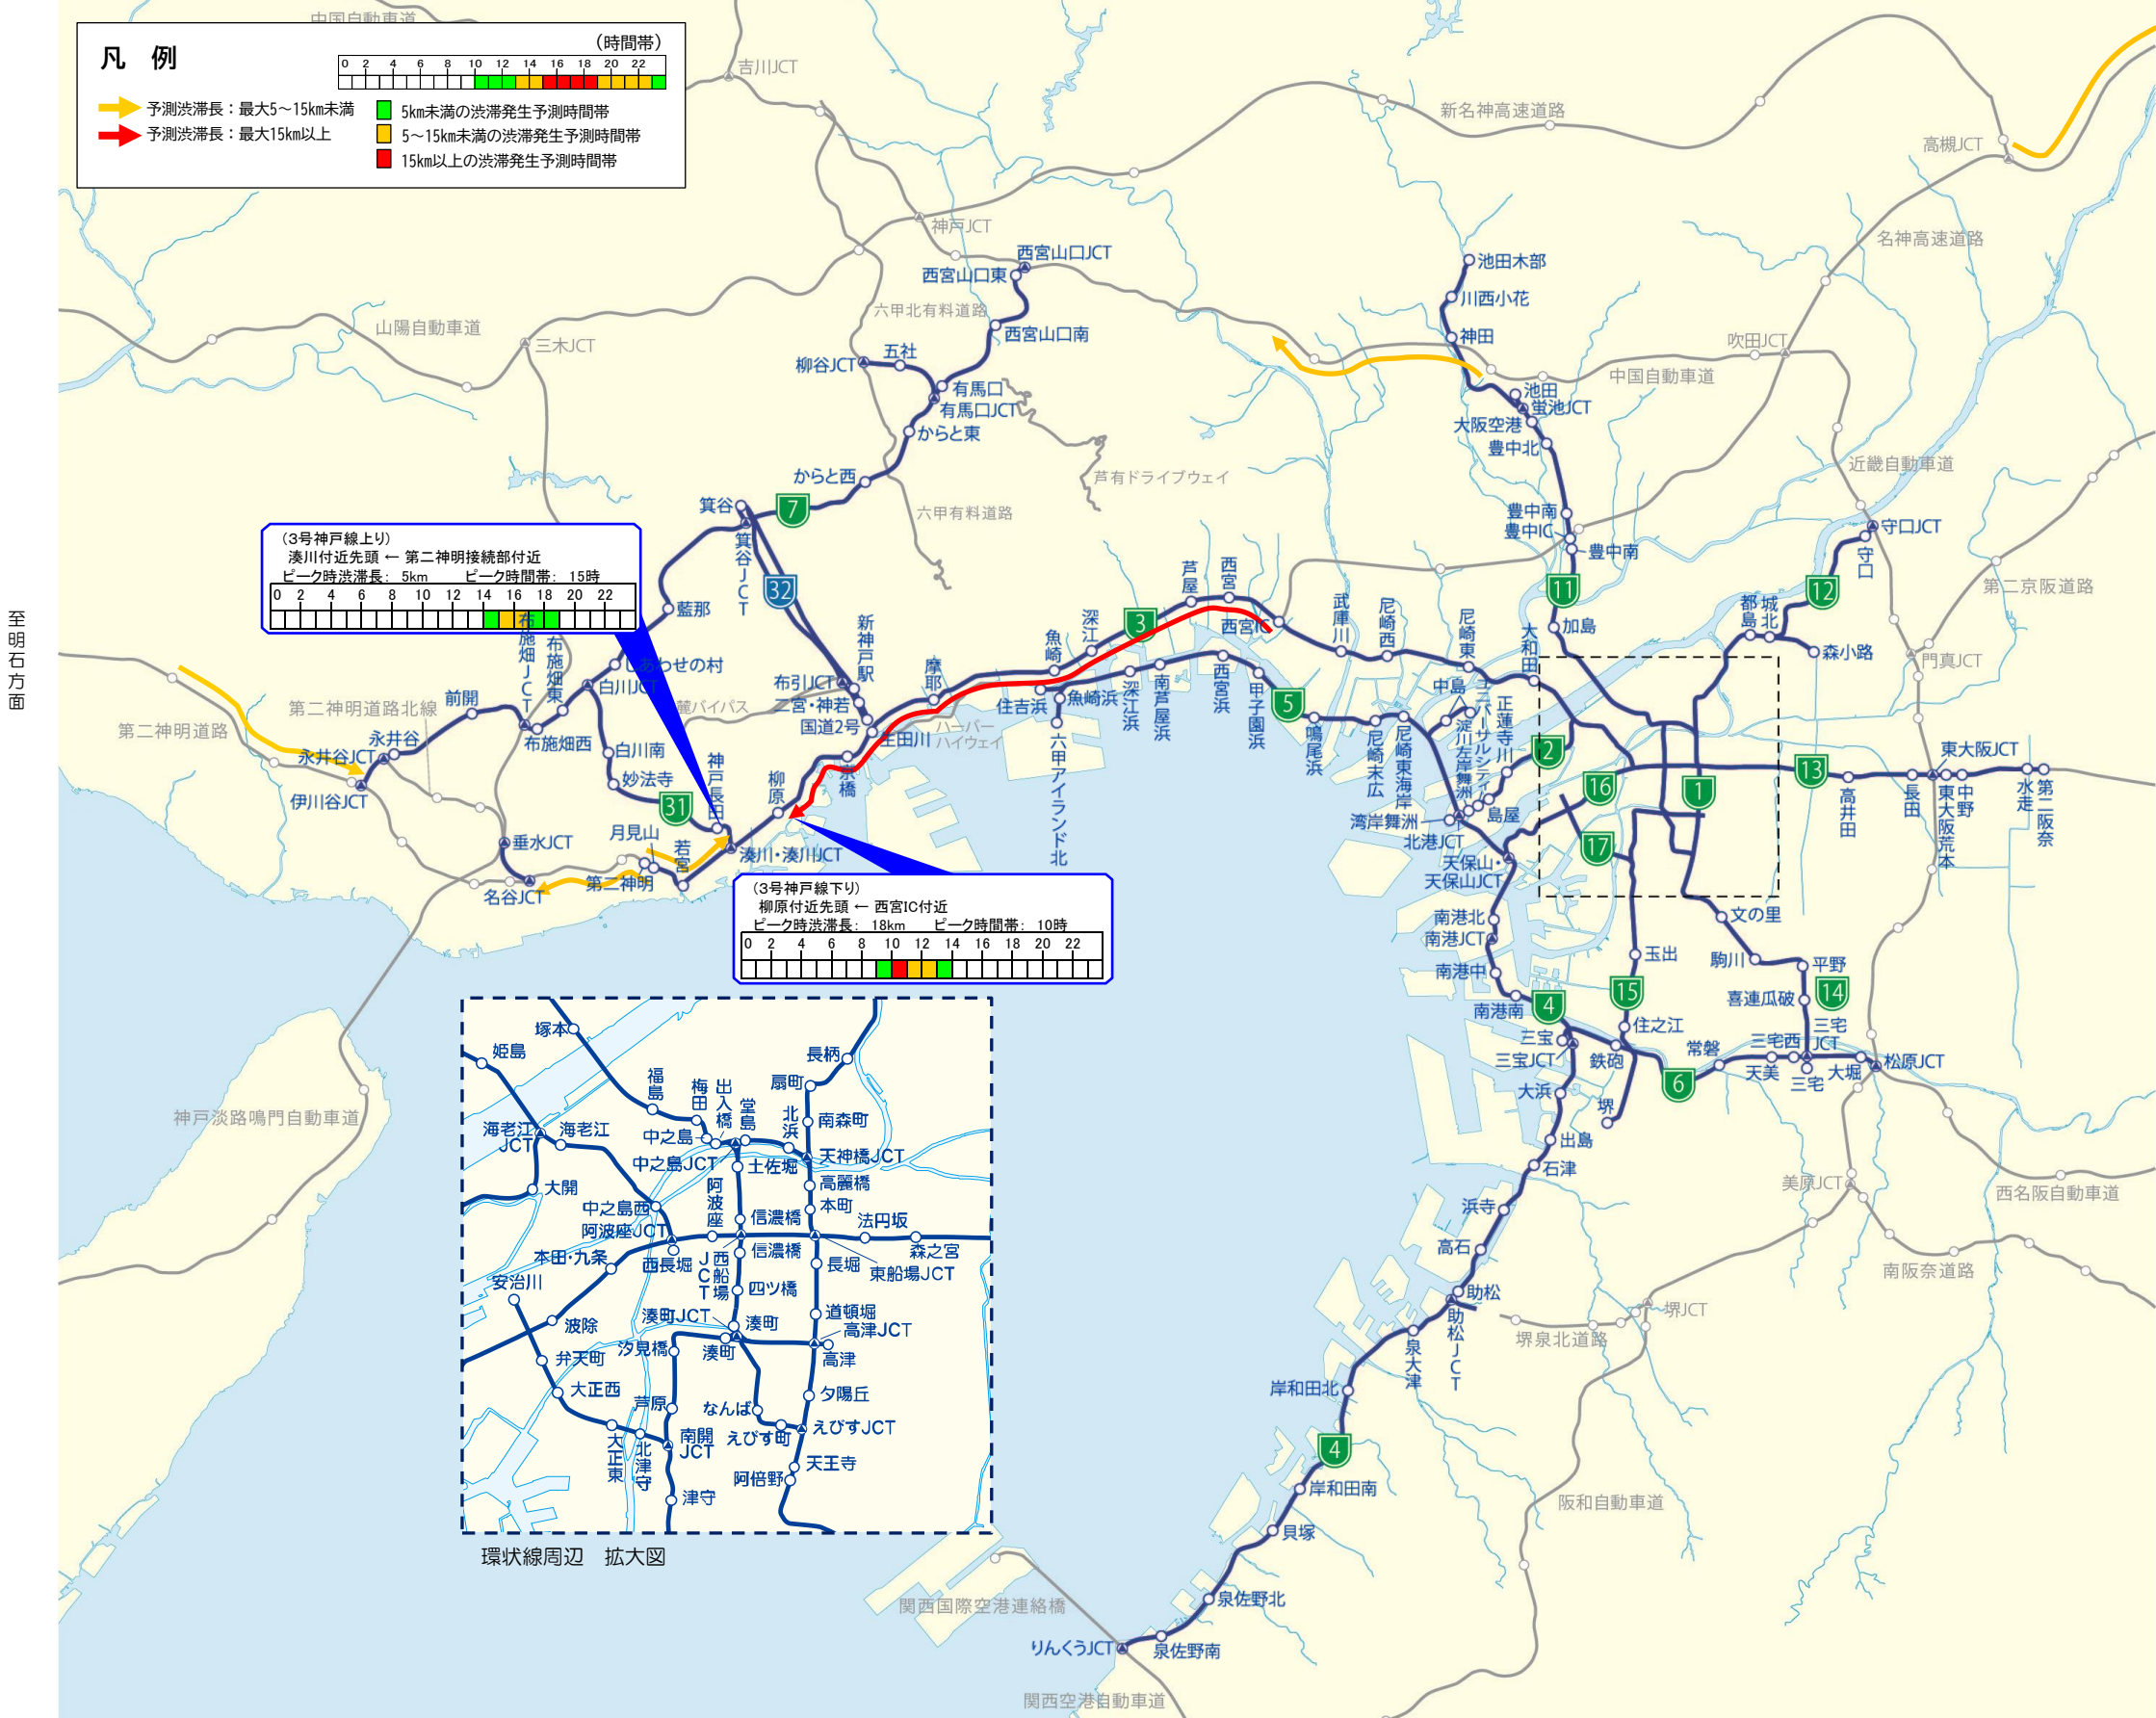 中国自動車道
凡 例
(時間帯)
0 2 4 6 8 10 12 14 16 18 20 22
予測渋滞長：最大5～15km未満
予測渋滞長：最大15km以上
5km未満の渋滞発生予測時間帯
5～15km未満の渋滞発生予測時間帯
15km以上の渋滞発生予測時間帯
吉川JCT
新名神高速道路
高槻JCT
名神高速道路
神戸JCT
西宮山口JCT
西宮山口東
西宮山口南
六甲北有料道路
池田木部
川西小花
神田
山陽自動車道
三木JCT
柳谷JCT
五社
有馬口
有馬口JCT
からと東
からと西
吹田JCT
中国自動車道
池田
蛍池JCT
大阪空港
豊中北
近畿自動車道
芦有ドライブウェイ
六甲有料道路
箕谷
7
箕谷JCT
32
豊中南
豊中IC
豊中南
守口JCT
守口
第二京阪道路
11
12
(3号神戸線上り)
湊川付近先頭 ← 第二神明接続部付近
ピーク時渋滞長： 5km ピーク時間帯： 15時
0 2 4 6 8 10 12 14 16 18 20 22
至明石方面
布施畑JCT
布施畑東
藍那
しあわせの村
白川JCT
新神戸駅
布引JCT
二宮・神若
国道2号
生田川
摩耶
魚崎
深江
3
芦屋
西宮
西宮IC
武庫川
尼崎西
尼崎東
大和田
加島
都島
城北
森小路
門真JCT
第二神明道路
第二神明道路北線
前開
永井谷
永井谷JCT
伊川谷JCT
布施畑西
白川南
妙法寺
31
麓バイパス
ハーバーハイウェイ
京橋
柳原
神戸長田
住吉浜
魚崎浜
六甲アイランド北
深江浜
南芦屋浜
西宮浜
甲子園浜
5
鳴尾浜
尼崎末広
尼崎東海岸
中島
淀川左岸舞洲
ユニバーサルシティ
正蓮寺川
2
16
1
13
17
湾岸舞洲
北港JCT
島屋
天保山・
天保山JCT
高井田
長田
東大阪JCT
東大阪荒本
中野
水走
第二阪奈
垂水JCT
名谷JCT
月見山
第二神明
若宮
湊川・湊川JCT
(3号神戸線下り)
柳原付近先頭 ← 西宮IC付近
ピーク時渋滞長： 18km ピーク時間帯： 10時
0 2 4 6 8 10 12 14 16 18 20 22
南港北
南港JCT
南港中
南港南
4
文の里
駒川
平野
喜連瓜破
14
玉出
15
住之江
三宝
三宝JCT
鉄砲
常磐
6
三宅西
天美
三宅JCT
三宅
大堀
松原JCT
大浜
堺
出島
石津
浜寺
高石
助松
助松JCT
泉大津
岸和田北
4
岸和田南
貝塚
泉佐野北
泉佐野南
りんくうJCT
関西国際空港連絡橋
関西空港自動車道
神戸淡路鳴門自動車道
美原JCT
西名阪自動車道
南阪奈道路
堺JCT
堺泉北道路
阪和自動車道
塚本
姫島
福島
梅田
出入橋
堂島
長柄
扇町
北浜
南森町
海老江JCT
海老江
中之島
中之島JCT
土佐堀
天神橋JCT
高麗橋
本町
大開
中之島西
阿波座JCT
阿波座
信濃橋
法円坂
森之宮
本田・九条
西長堀
西船場JCT
信濃橋
長堀
東船場JCT
安治川
波除
四ツ橋
湊町JCT
湊町
道頓堀
高津JCT
汐見橋
湊町
高津
弁天町
大正西
芦原
なんば
夕陽丘
えびす町
えびすJCT
大正東
北津守
南開JCT
天王寺
阿倍野
津守
環状線周辺 拡大図